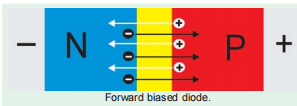 − N P +
Forward biased diode.